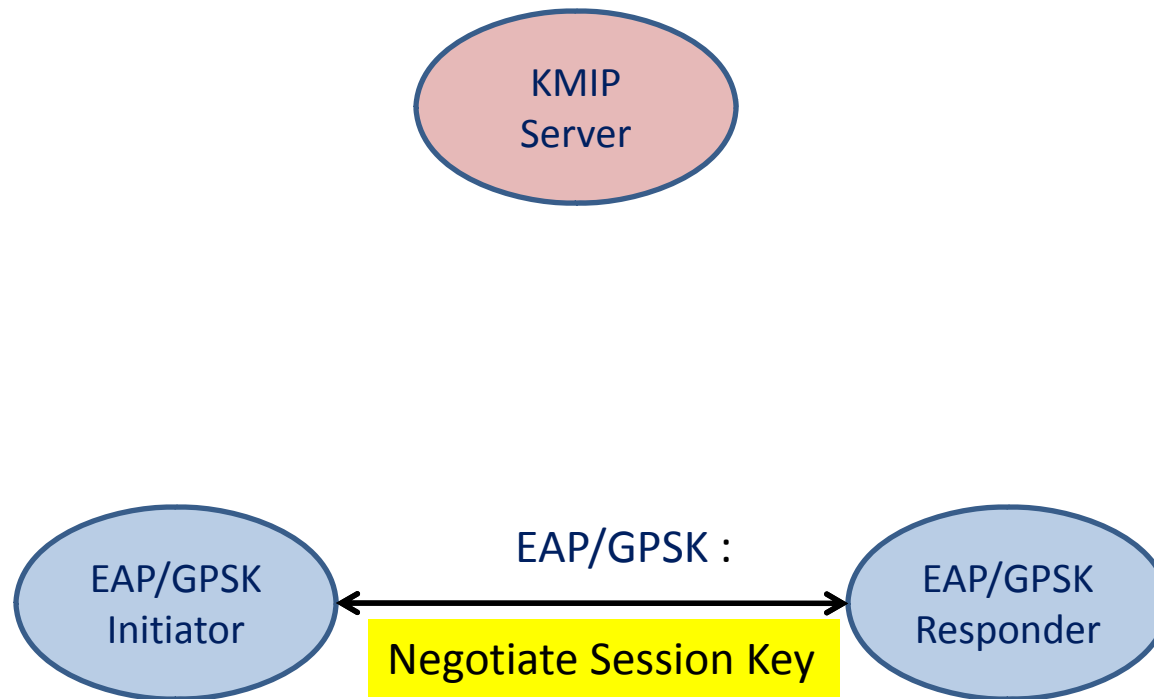 KMIP
Server
EAP/GPSK :
EAP/GPSK
Initiator
Negotiate Session Key
EAP/GPSK
Responder